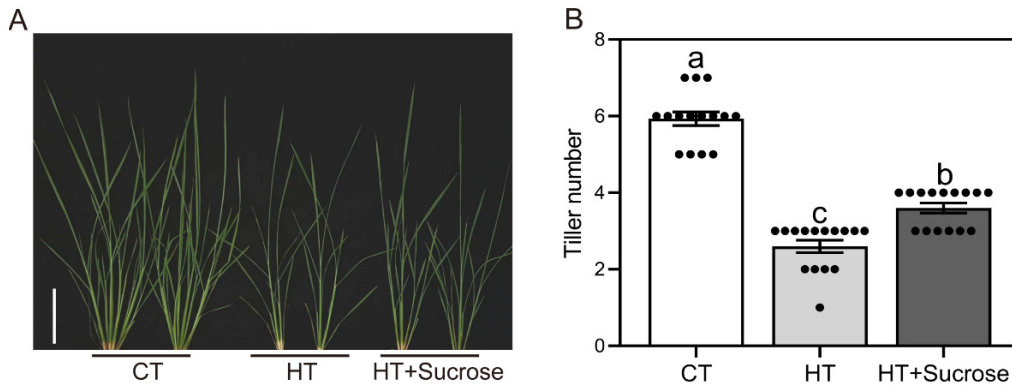 A
CT
HT
HT+Sucrose
B
Tiller number
8
6
4
2
0
a
c
b
CT
HT
HT+Sucrose